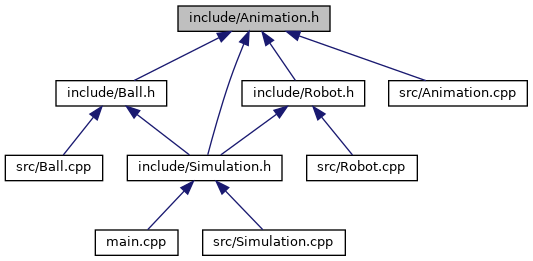 include/Animation.h
include/Ball.h
include/Robot.h
src/Animation.cpp
src/Ball.cpp
include/Simulation.h
src/Robot.cpp
main.cpp
src/Simulation.cpp